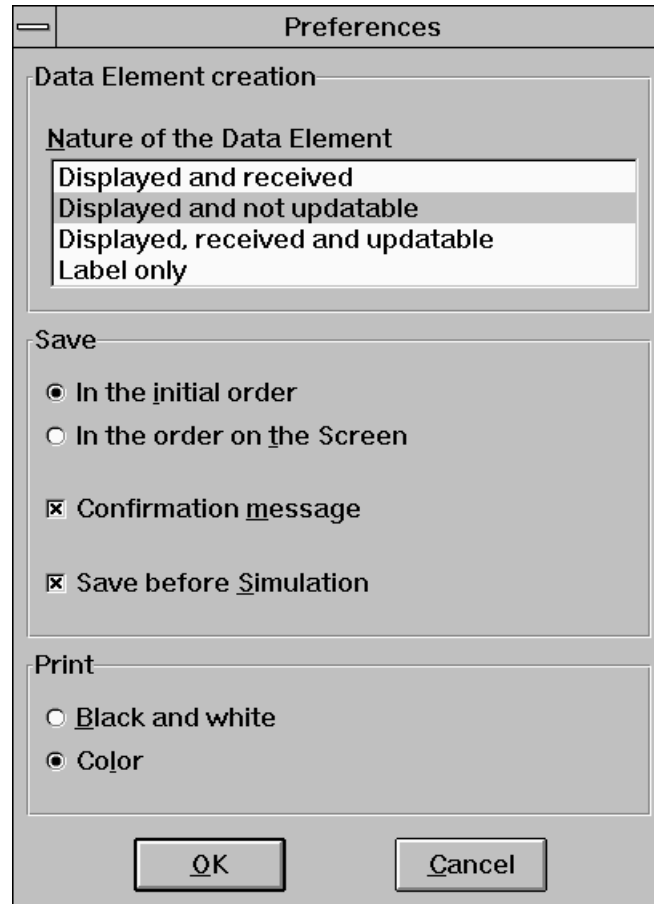 Preferences
Data Element creation
Nature of the Data Element
Displayed and received
Displayed and not updatable
Displayed, received and updatable
Label only
Save
In the initial order
In the order on the Screen
Confirmation message
Save before Simulation
Print
Black and white
Color
OK Cancel